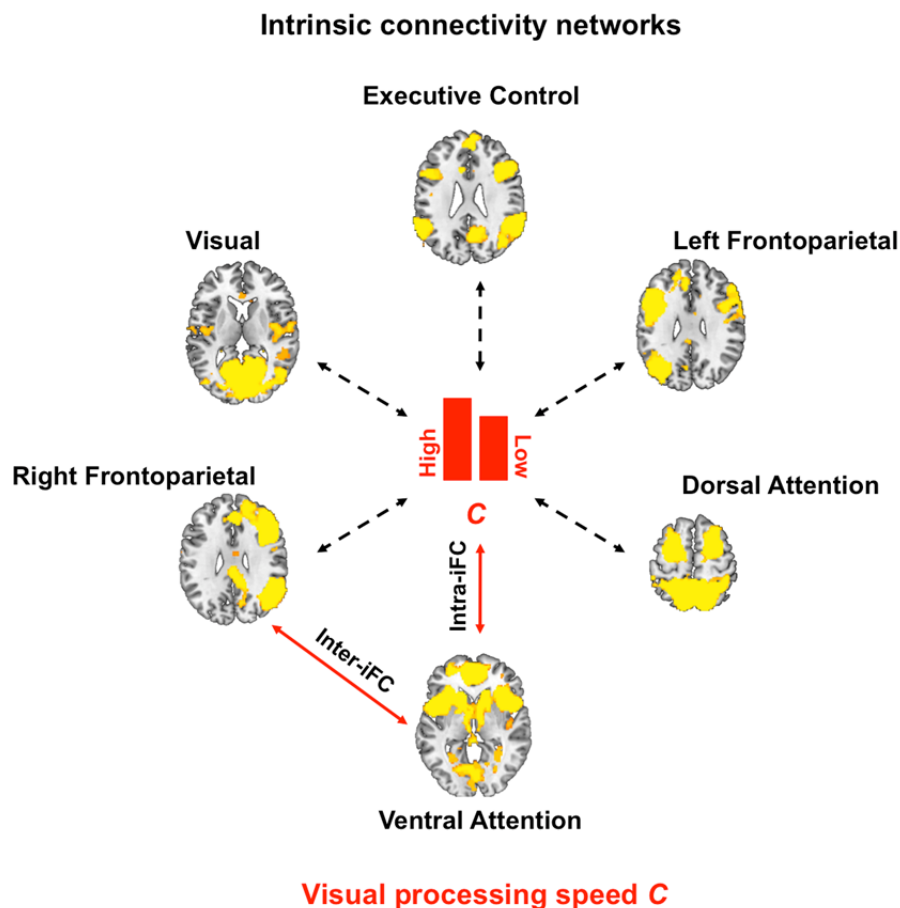 Intrinsic connectivity networks
Executive Control
Visual
Left Frontoparietal
High
Low
C
Right Frontoparietal
Dorsal Attention
Intra-iFC
Inter-iFC
Ventral Attention
Visual processing speed C